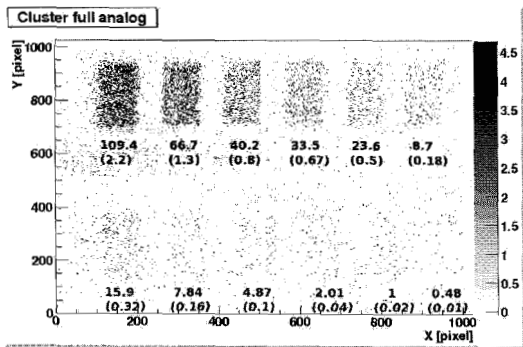 Cluster full analog
Y [pixel]
1000
800
600
400
200
0
4.5
4
3.5
3
2.5
2
1.5
1
0.5
0
109.4 66.7 40.2 33.5 23.6 8.7
(2.2) (1.3) (0.8) (0.67) (0.5) (0.18)
15.9 7.84 4.87 2.01 1 0.48
(0.32) (0.16) (0.1) (0.04) (0.02) (0.01)
0 200 400 600 800 1000
X [pixel]